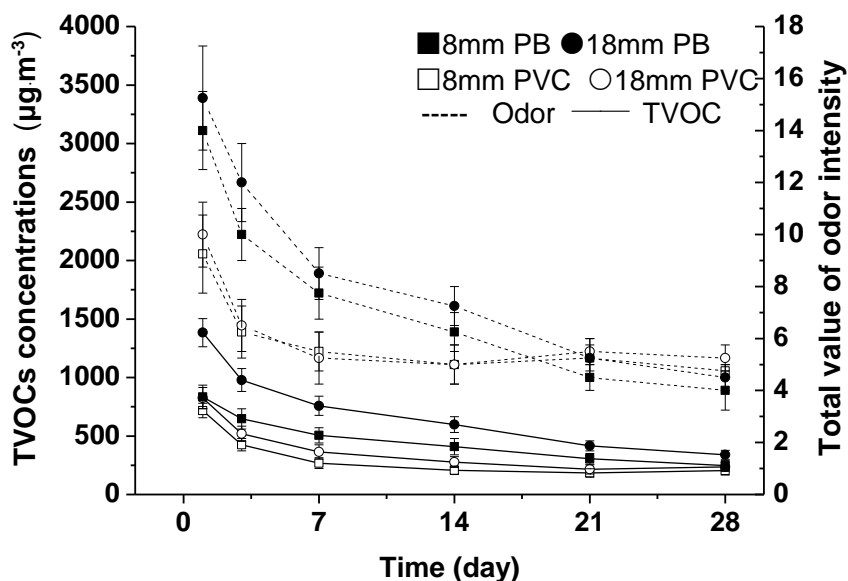 4000
3500
3000
2500
2000
1500
1000
500
0
TVOCs concentrations (µg·m-3)
8mm PB 18mm PB
8mm PVC 18mm PVC
Odor TVOC
18
16
14
12
10
8
6
4
2
0
Total value of odor intensity
0 7 14 21 28
Time (day)